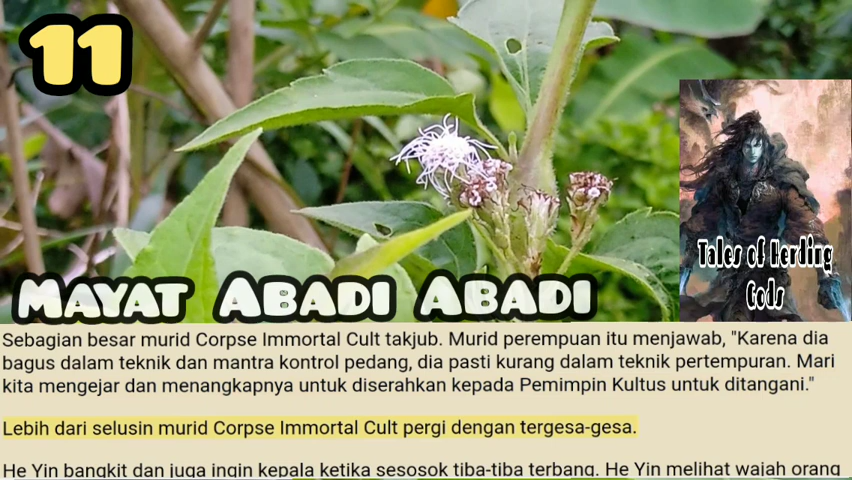 11
Tales of Herding
Gods
MAYAT ABADI ABADI
Sebagian besar murid Corpse Immortal Cult takjub. Murid perempuan itu menjawab, "Karena dia
bagus dalam teknik dan mantra kontrol pedang, dia pasti kurang dalam teknik pertempuran. Mari
kita mengejar dan menangkapnya untuk diserahkan kepada Pemimpin Kultus untuk ditangani."
Lebih dari selusin murid Corpse Immortal Cult pergi dengan tergesa-gesa.
He Yin bangkit dan juga ingin kepala ketika sesosok tiba-tiba terbang. He Yin melihat wajah orang